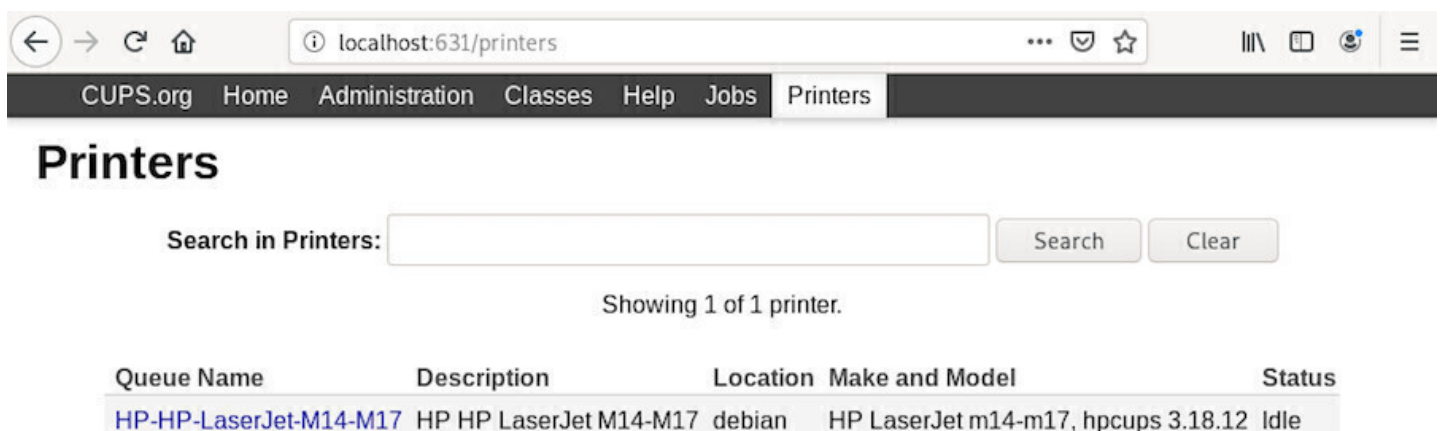 localhost:631/printers
CUPS.org Home Administration Classes Help Jobs Printers
Printers
Search in Printers: Search Clear
Showing 1 of 1 printer.
Queue Name Description Location Make and Model Status
HP-HP-LaserJet-M14-M17 HP HP LaserJet M14-M17 debian HP LaserJet m14-m17, hpcups 3.18.12 Idle